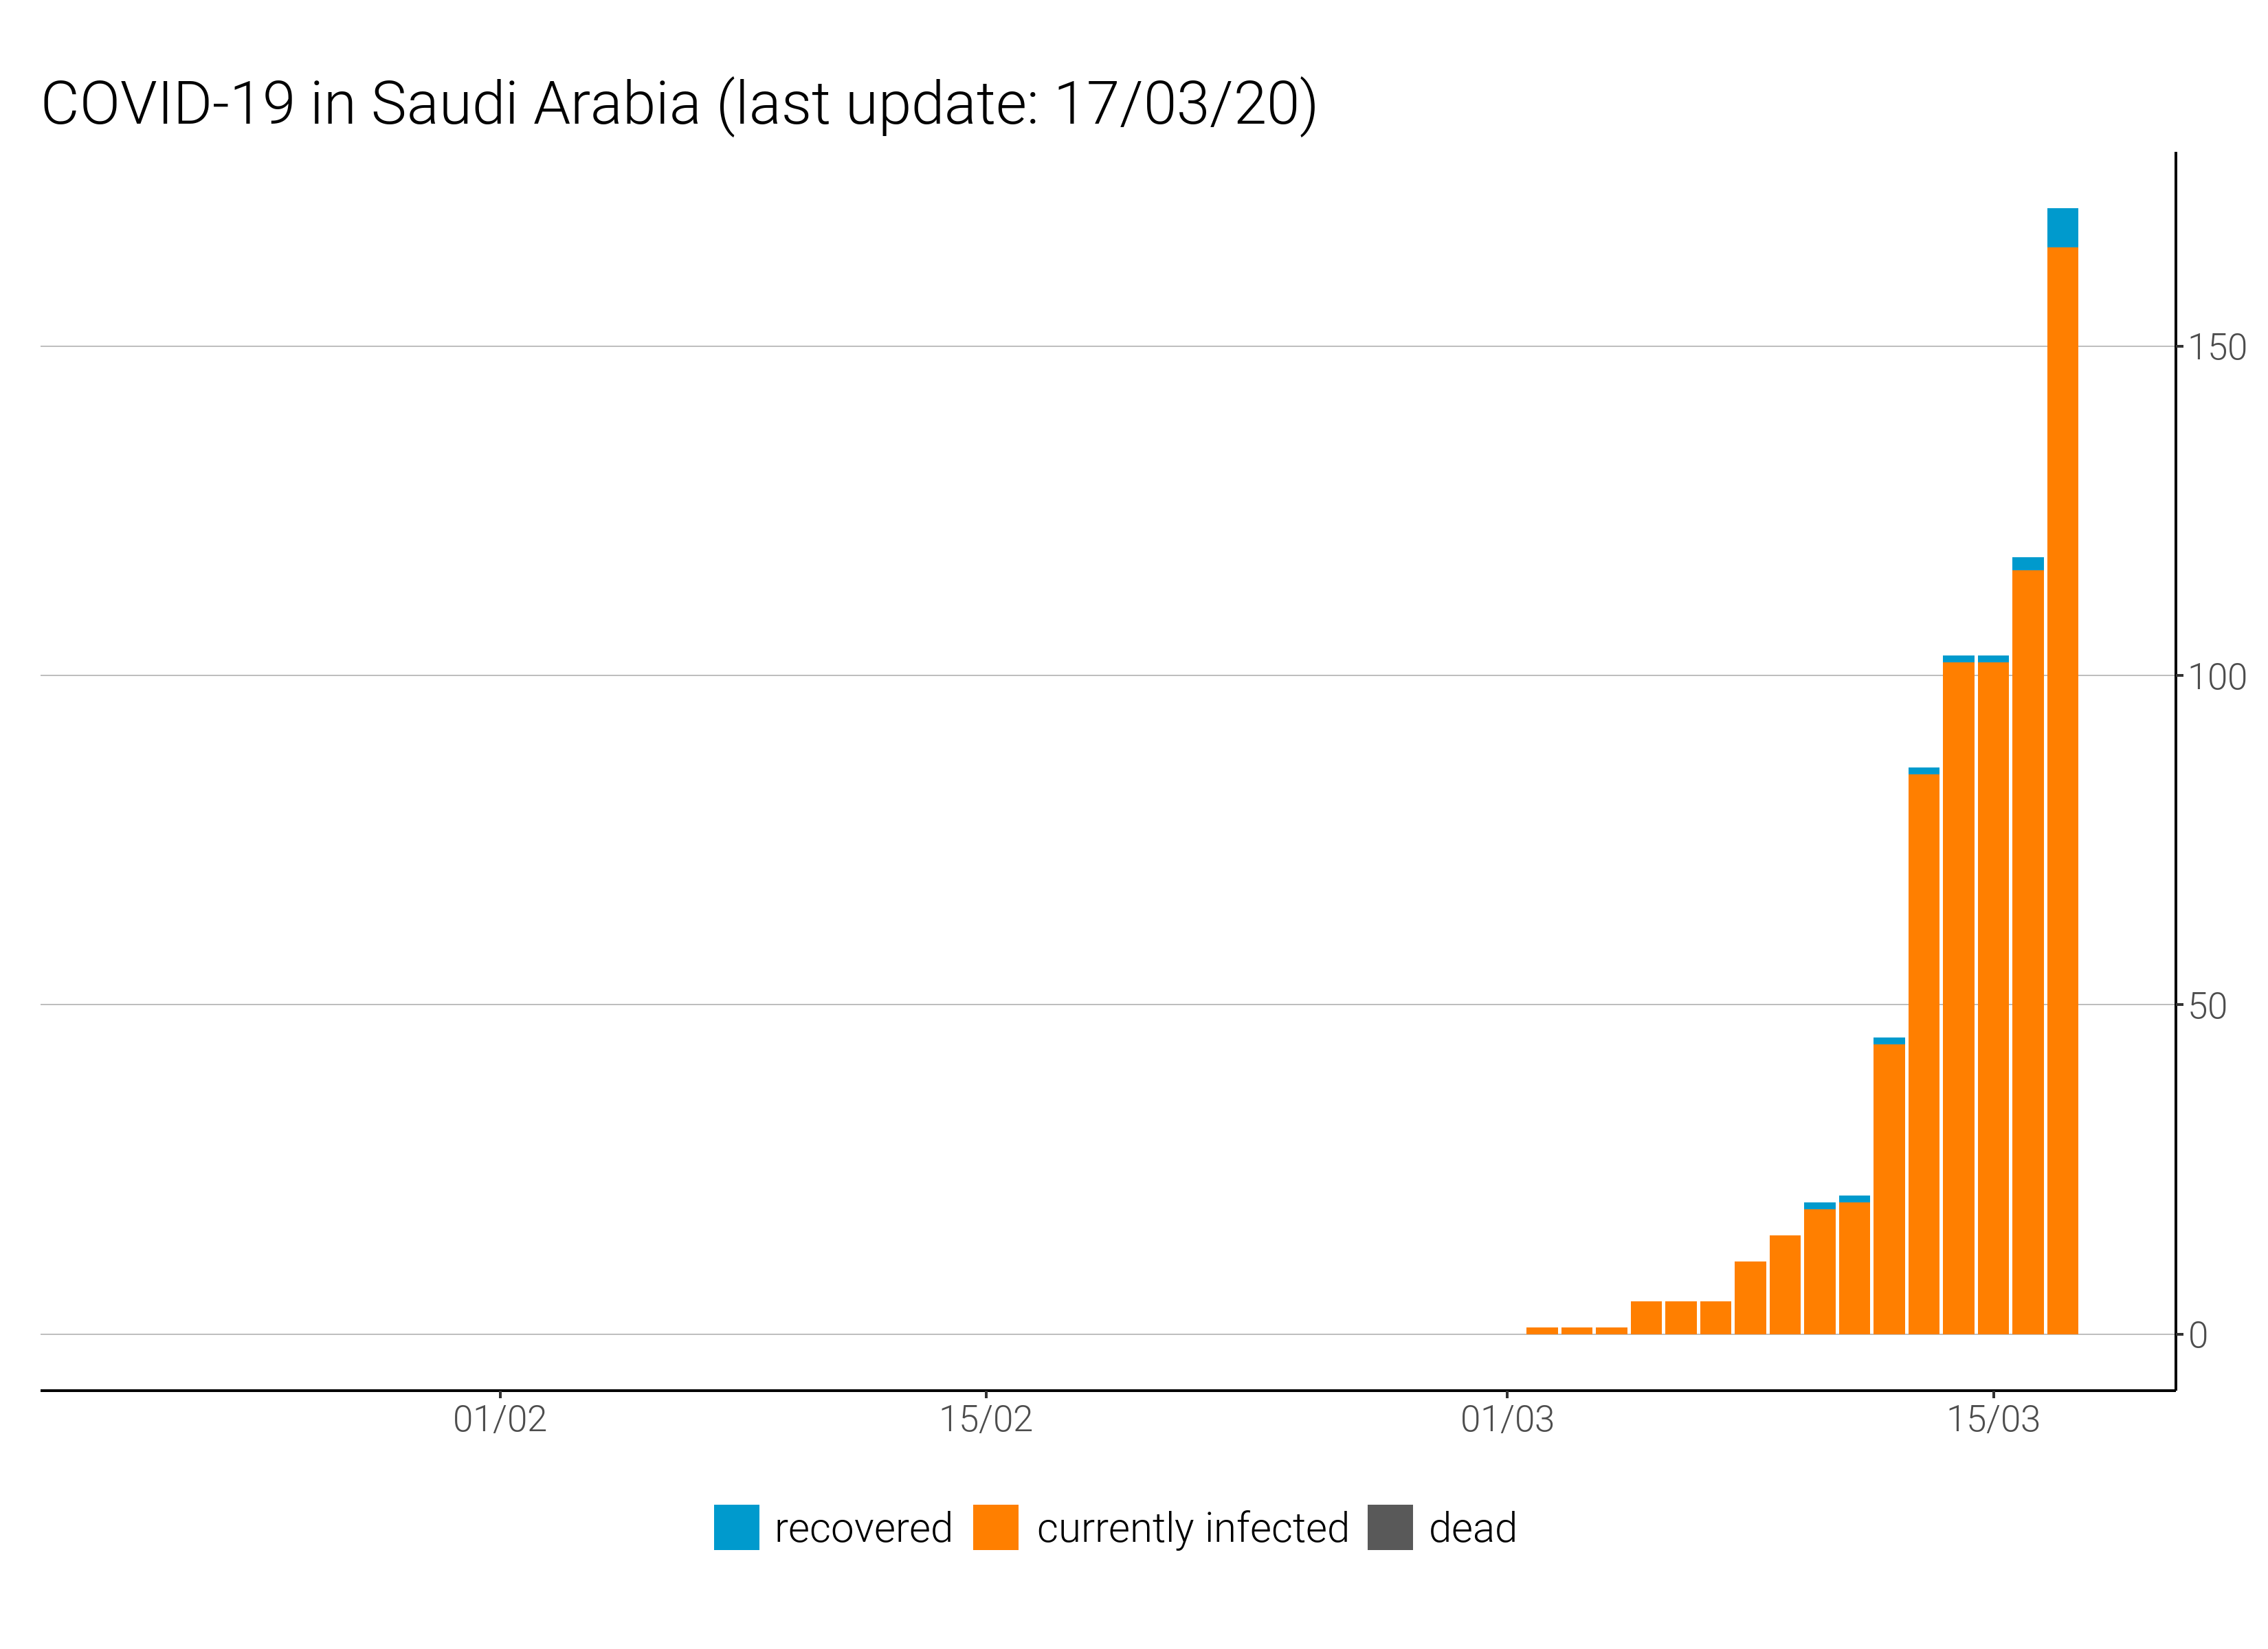 COVID-19 in Saudi Arabia (last update: 17/03/20)
150
100
50
0
01/02 15/02 01/03 15/03
recovered currently infected dead